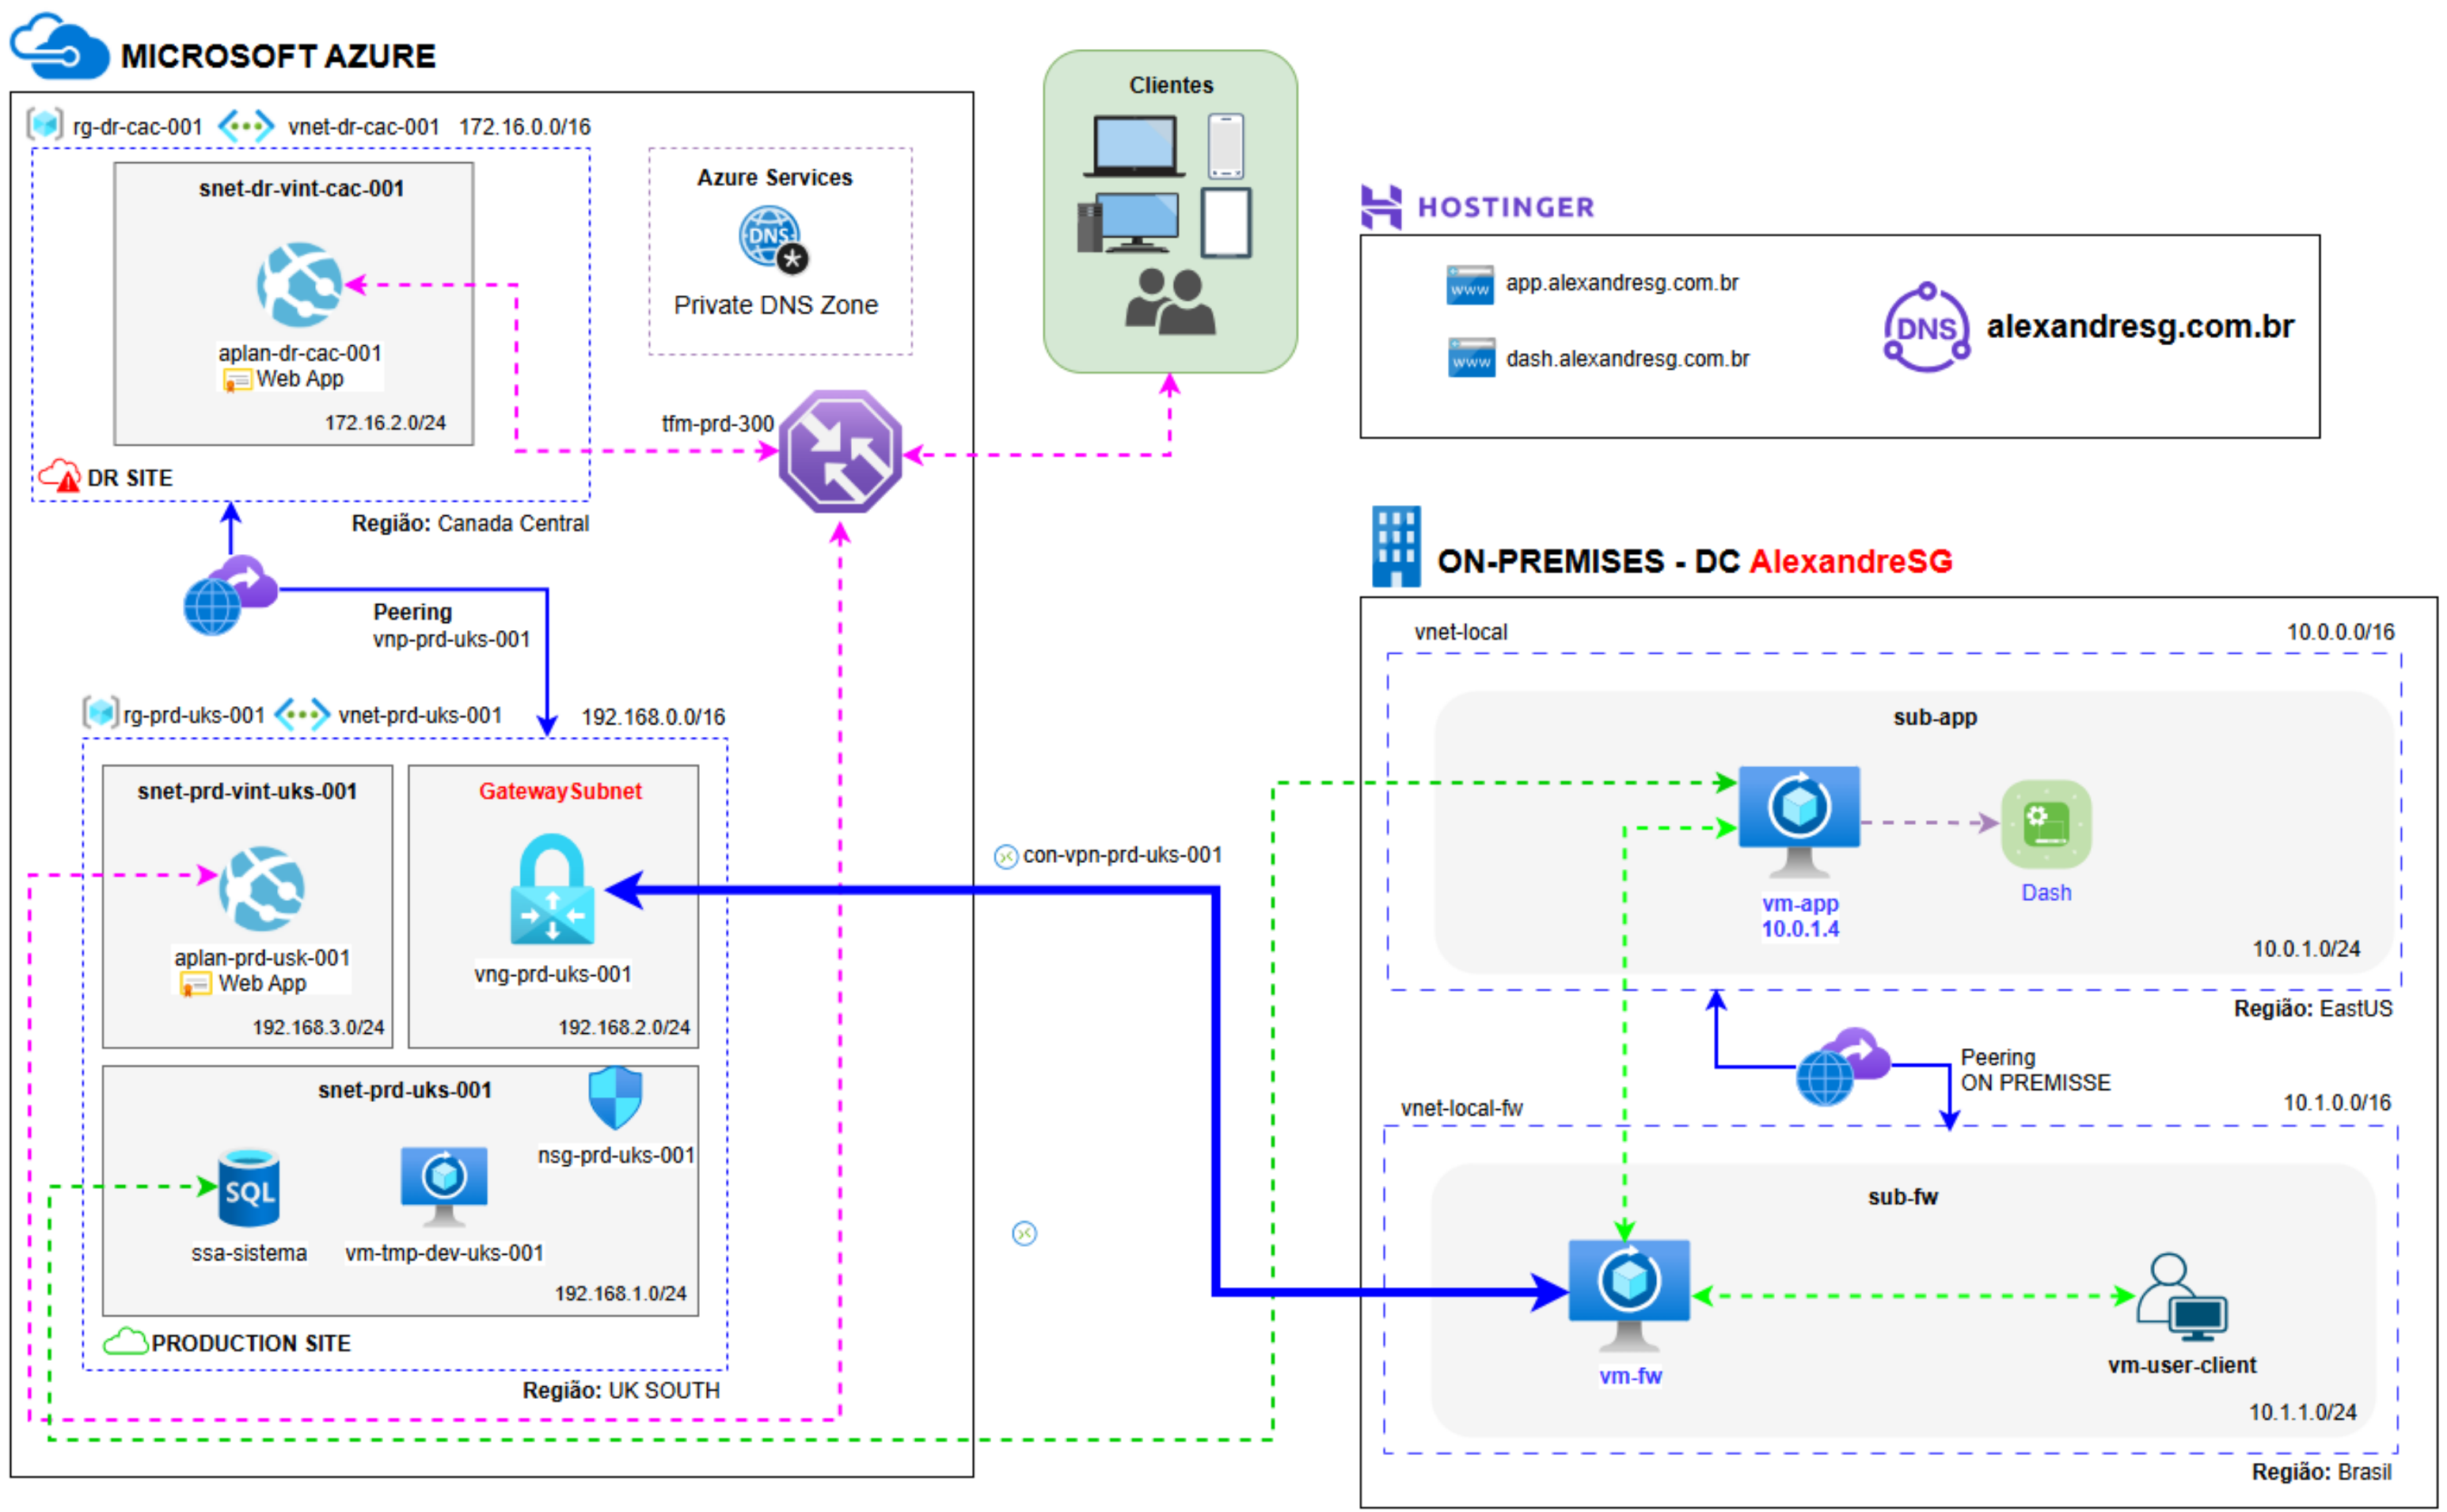 MICROSOFT AZURE
rg-dr-cac-001
vnet-dr-cac-001
172.16.0.0/16
snet-dr-vint-cac-001
aplan-dr-cac-001
Web App
172.16.2.0/24
DR SITE
Região: Canada Central
Azure Services
DNS
Private DNS Zone
tfm-prd-300
Clientes
HOSTINGER
www
app.alexandresg.com.br
www
dash.alexandresg.com.br
DNS
alexandresg.com.br
Peering
vnp-prd-uks-001
rg-prd-uks-001
vnet-prd-uks-001
192.168.0.0/16
snet-prd-vint-uks-001
aplan-prd-usk-001
Web App
192.168.3.0/24
GatewaySubnet
vng-prd-uks-001
192.168.2.0/24
snet-prd-uks-001
nsg-prd-uks-001
SQL
ssa-sistema
vm-tmp-dev-uks-001
192.168.1.0/24
PRODUCTION SITE
Região: UK SOUTH
con-vpn-prd-uks-001
ON-PREMISES - DC AlexandreSG
vnet-local
10.0.0.0/16
sub-app
vm-app
10.0.1.4
Dash
10.0.1.0/24
Região: EastUS
Peering
ON PREMISSE
vnet-local-fw
10.1.0.0/16
sub-fw
vm-fw
vm-user-client
10.1.1.0/24
Região: Brasil